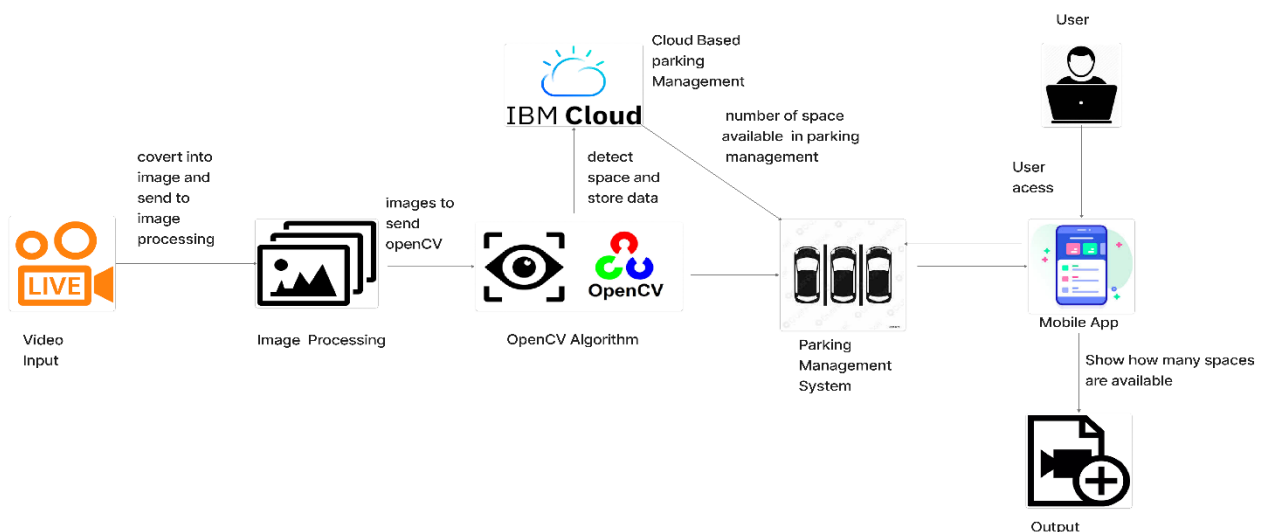 User
Cloud Based
parking
Management
IBM Cloud
number of space
available in parking
management
covert into
image and
send to
image
processing
detect
space and
store data
User
acess
images to
send
openCV
LIVE
OpenCV
Video
Input
Image Processing
OpenCV Algorithm
Parking
Management
System
Mobile App
Show how many spaces
are available
Output